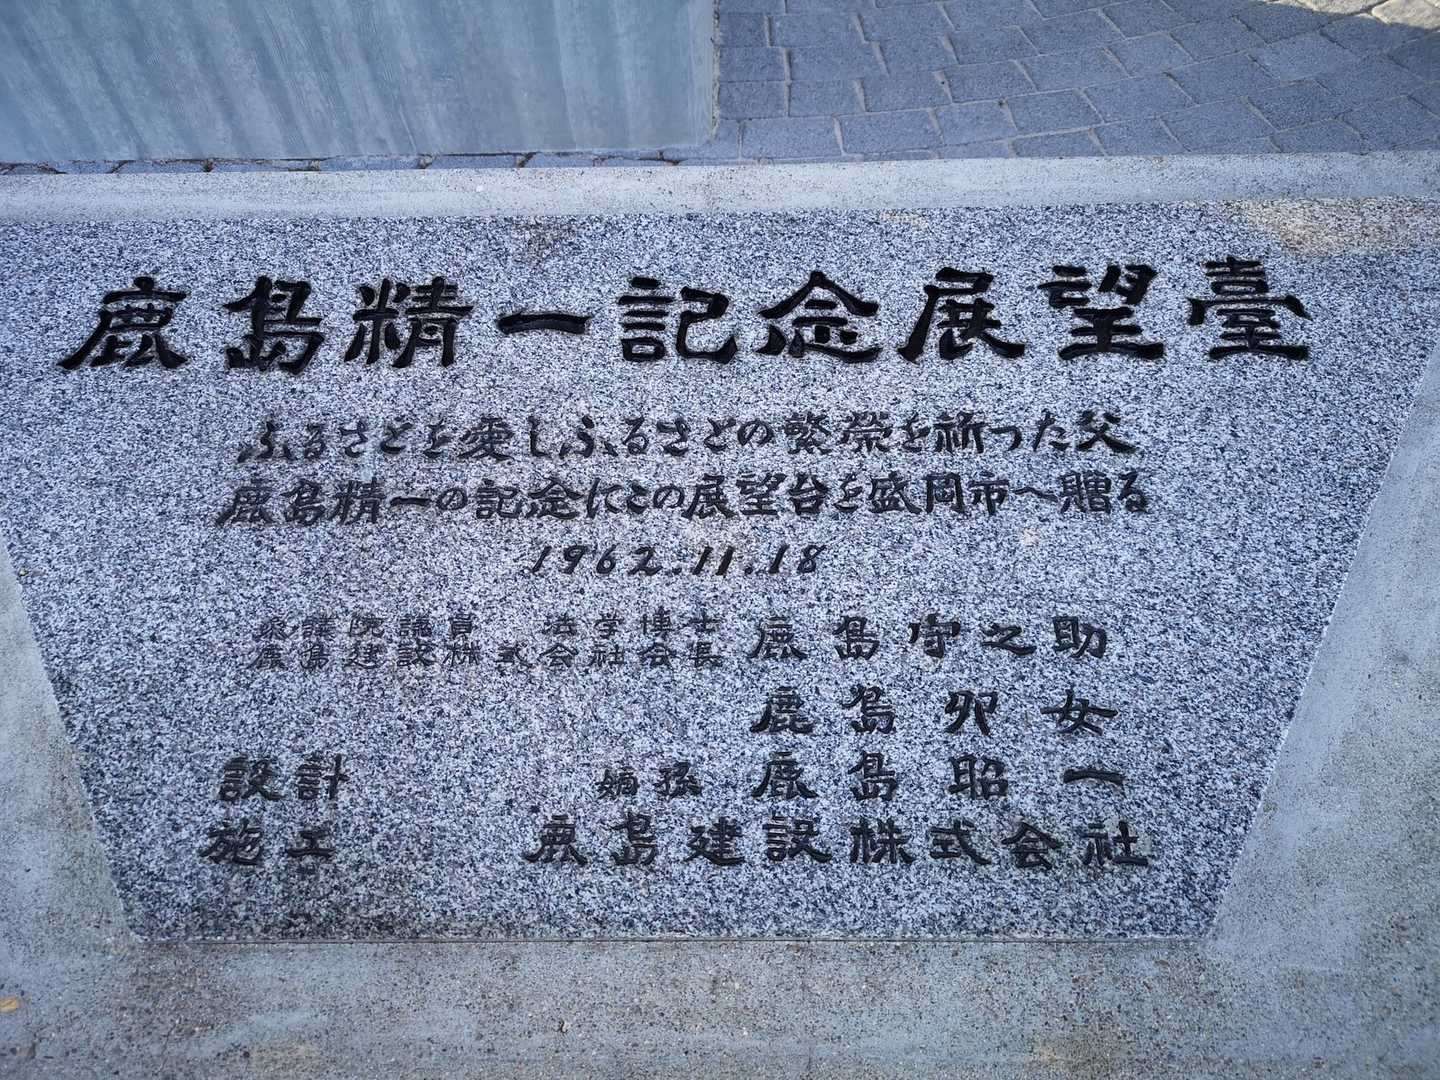 鹿島精一記念展望臺
ふるさとを愛しふるさとの繁栄を祈った父
鹿島精一の記念にこの展望台を盛岡市へ贈る
1962.11.18
参議院議員 法学博士
鹿島建設株式会社会長 鹿島守之助
鹿島卯女
設計 嫡孫 鹿島昭一
施工 鹿島建設株式会社